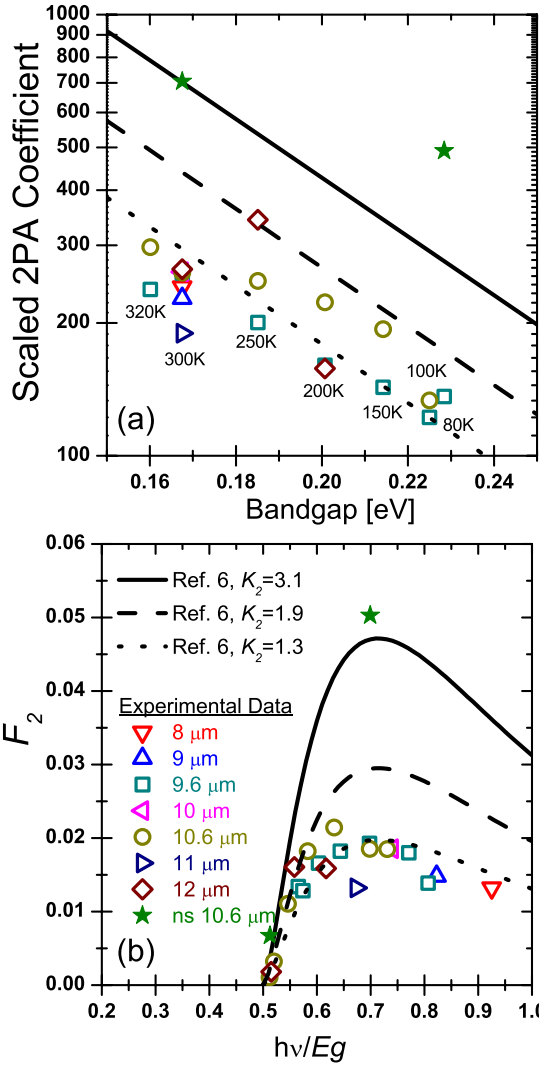 1000
900
800
700
600
500
400
300
200
100
Scaled 2PA Coefficient
320K
300K
250K
200K
150K
100K
80K
(a)
0.16 0.18 0.20 0.22 0.24
Bandgap [eV]
0.06
0.05
0.04
0.03
0.02
0.01
0.00
F2
Ref. 6, K2=3.1
Ref. 6, K2=1.9
Ref. 6, K2=1.3
Experimental Data
8 μm
9 μm
9.6 μm
10 μm
10.6 μm
11 μm
12 μm
ns 10.6 μm
(b)
0.2 0.3 0.4 0.5 0.6 0.7 0.8 0.9 1.0
hν/Eg